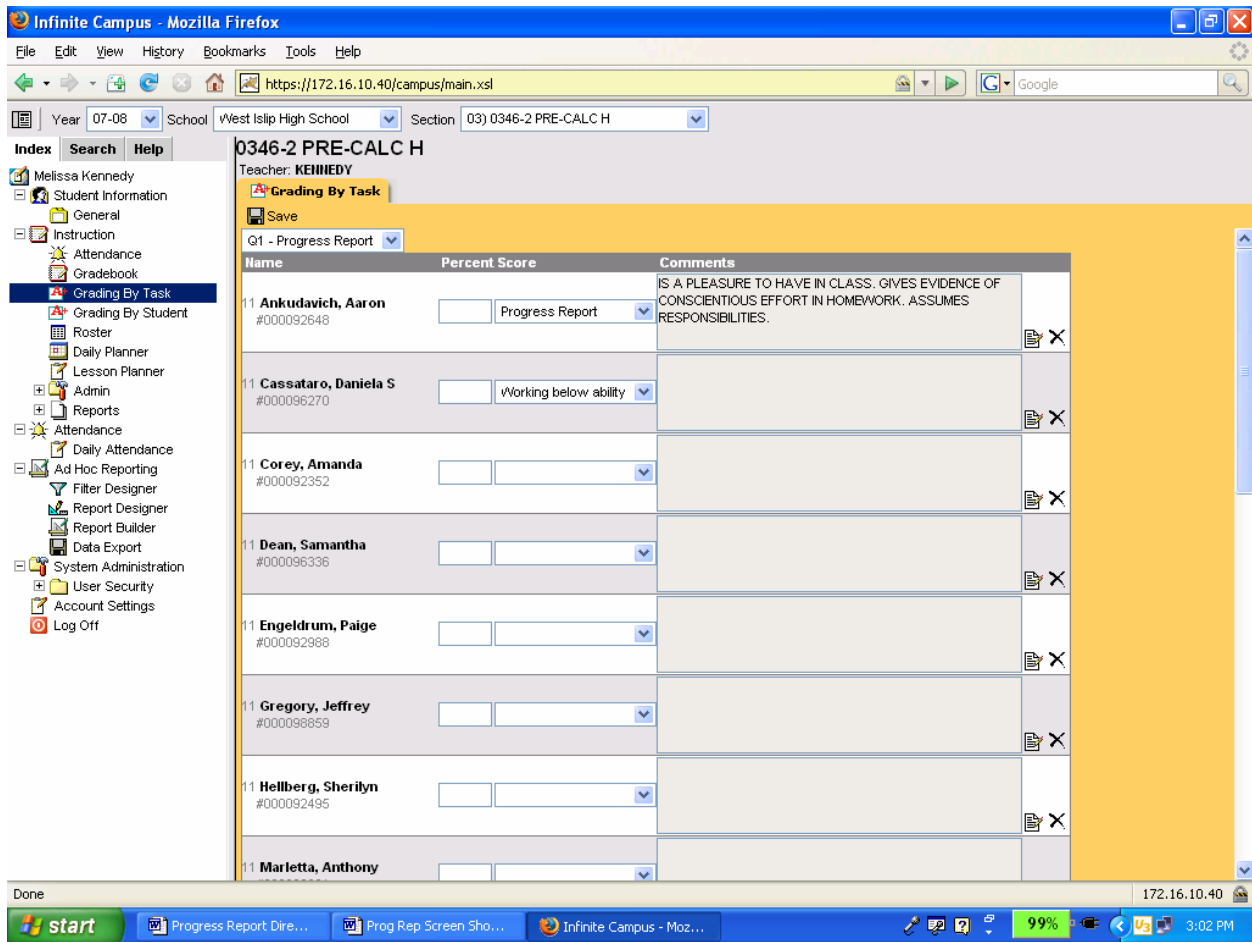 Infinite Campus - Mozilla Firefox
File Edit View History Bookmarks Tools Help
https://172.16.10.40/campus/main.xsl
G Google
Year 07-08 School West Islip High School Section 03) 0346-2 PRE-CALC H
Index Search Help
Melissa Kennedy
Student Information
General
Instruction
Attendance
Gradebook
Grading By Task
Grading By Student
Roster
Daily Planner
Lesson Planner
Admin
Reports
Attendance
Daily Attendance
Ad Hoc Reporting
Filter Designer
Report Designer
Report Builder
Data Export
System Administration
User Security
Account Settings
Log Off
0346-2 PRE-CALC H
Teacher: KENNEDY
Grading By Task
Save
Q1 - Progress Report
Name Percent Score Comments
11 Ankudavich, Aaron
#000092648
Progress Report
IS A PLEASURE TO HAVE IN CLASS. GIVES EVIDENCE OF
CONSCIENTIOUS EFFORT IN HOMEWORK. ASSUMES
RESPONSIBILITIES.
11 Cassataro, Daniela S
#000096270
Working below ability
11 Corey, Amanda
#000092352
11 Dean, Samantha
#000096336
11 Engeldrum, Paige
#000092988
11 Gregory, Jeffrey
#000098859
11 Hellberg, Sherilyn
#000092495
11 Marletta, Anthony
Done
172.16.10.40
start
Progress Report Dire...
Prog Rep Screen Sho...
Infinite Campus - Moz...
99%
3:02 PM